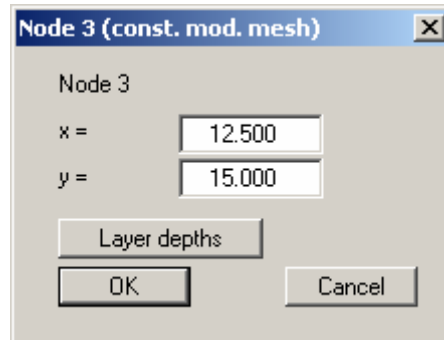 Node 3 (const. mod. mesh)
Node 3
x = 12.500
y = 15.000
Layer depths
OK Cancel